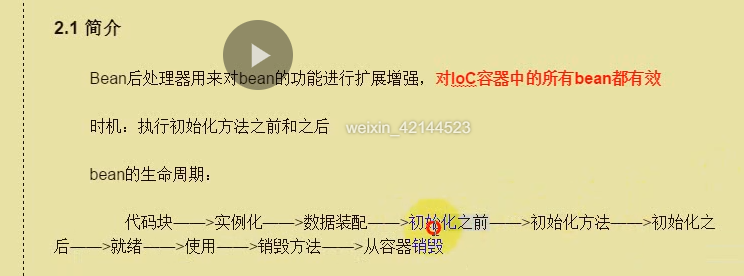 2.1 简介
Bean后处理器用来对bean的功能进行扩展增强，对IoC容器中的所有bean都有效
时机：执行初始化方法之前和之后
weixin_42144523
bean的生命周期：
代码块——>实例化——>数据装配——>初始化之前——>初始化方法——>初始化之
后——>就绪——>使用——>销毁方法——>从容器销毁